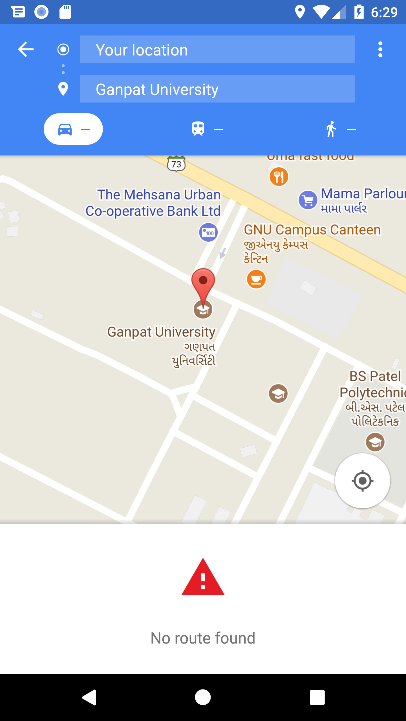 6:29
Your location
Ganpat University
—
—
—
73
Uma fast food
The Mehsana Urban
Co-operative Bank Ltd
Mama Parlour
મામા પાર્લર
GNU Campus Canteen
જીએનયુ કેમ્પસ
કેન્ટિન
Ganpat University
ગણપત
યુનિવર્સિટી
BS Patel
Polytechnic
બી.એસ. પટેલ
પોલિટેકનિક
No route found